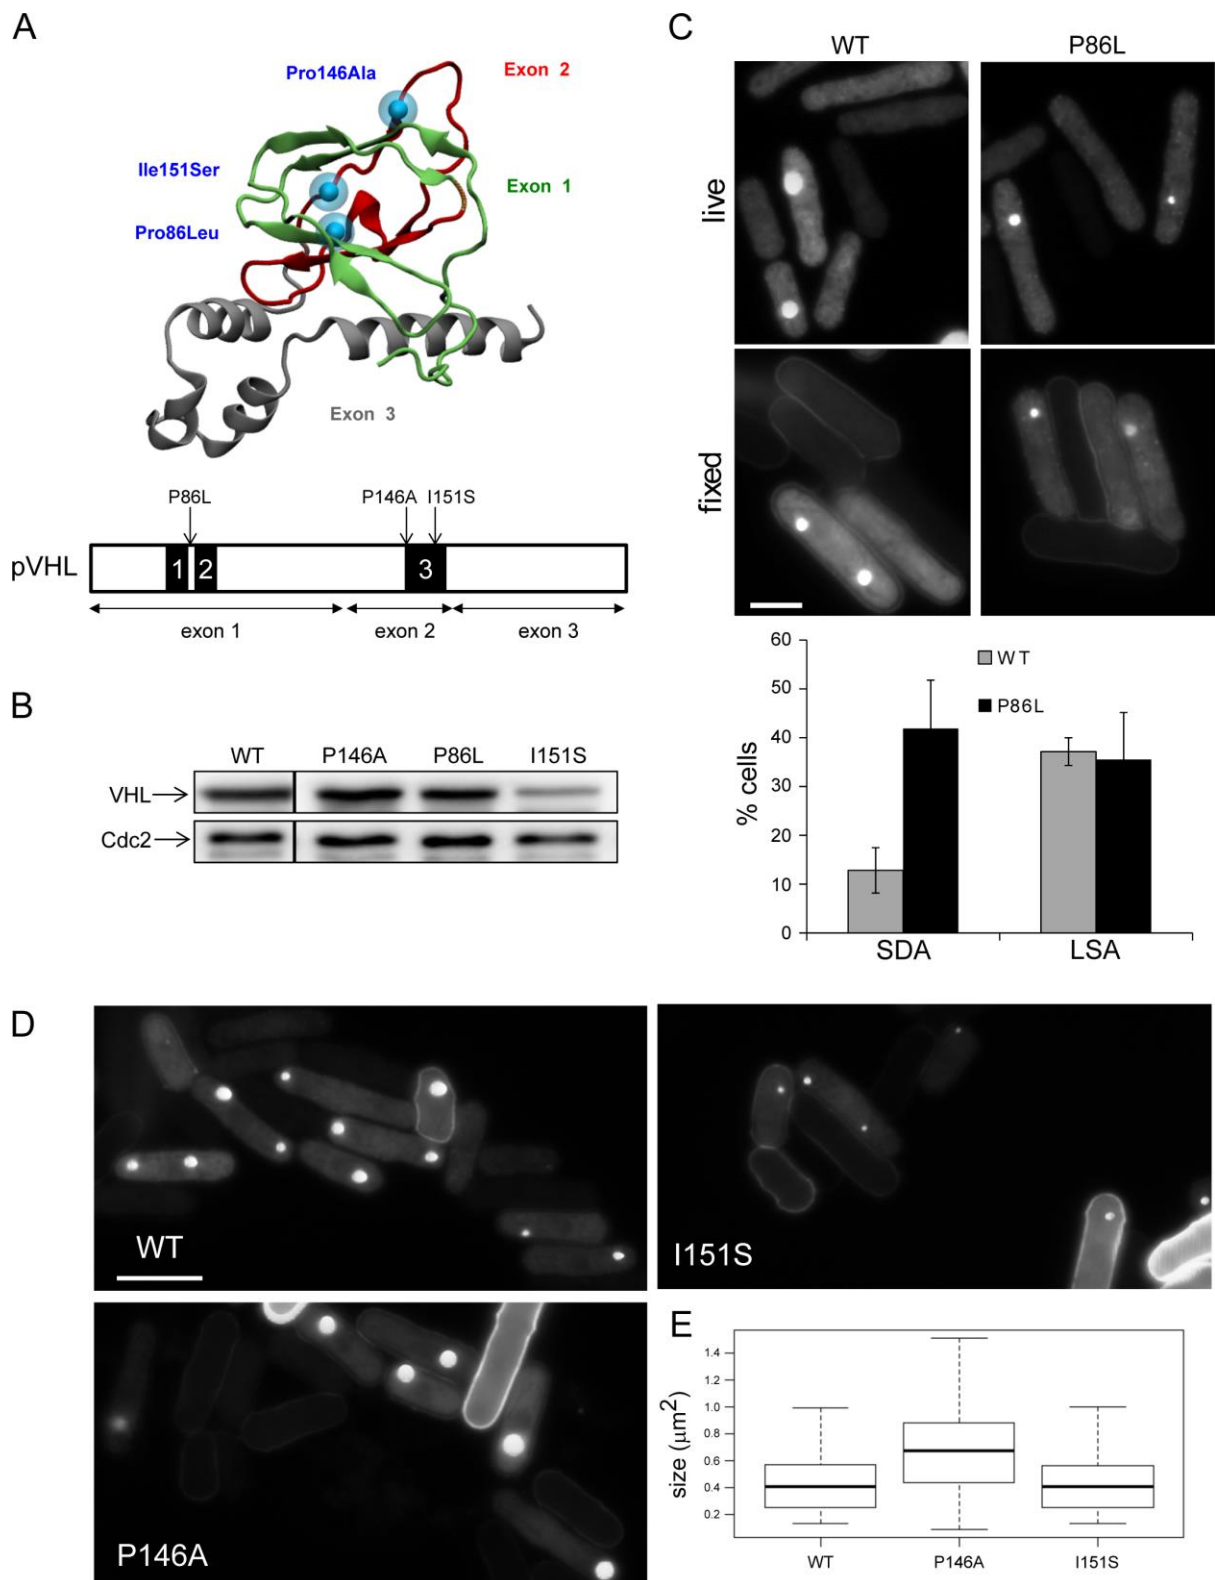 A
Pro146Ala
Exon 2
Ile151Ser
Exon 1
Pro86Leu
Exon 3
P86L
P146A
I151S
pVHL
1
2
3
exon 1
exon 2
exon 3
B
WT
P146A
P86L
I151S
VHL
Cdc2
C
WT
P86L
live
fixed
60
50
40
30
20
10
0
% cells
WT
P86L
SDA
LSA
D
WT
I151S
P146A
E
size (μm²)
1.4
1.2
1.0
0.8
0.6
0.4
0.2
WT
P146A
I151S